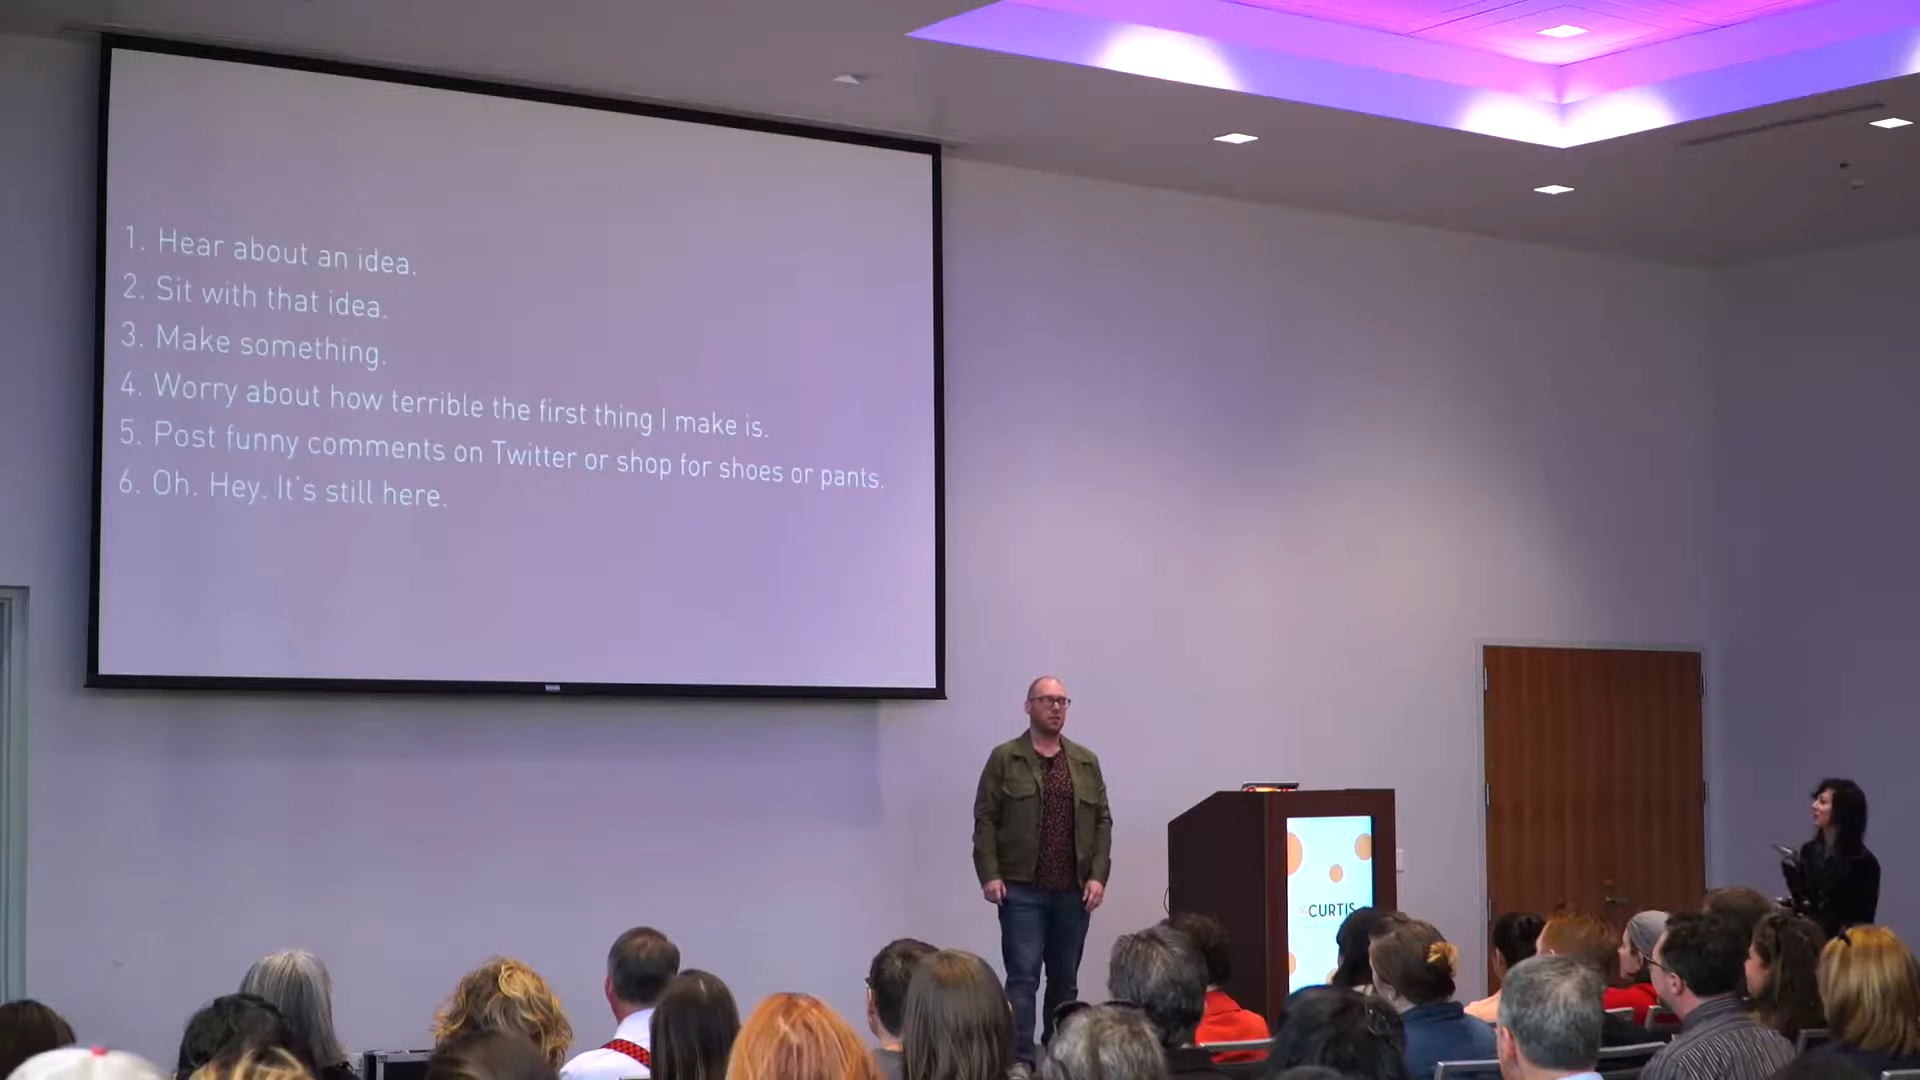 1. Hear about an idea.
2. Sit with that idea.
3. Make something.
4. Worry about how terrible the first thing I make is.
5. Post funny comments on Twitter or shop for shoes or pants.
6. Oh. Hey. It's still here.
CURTIS